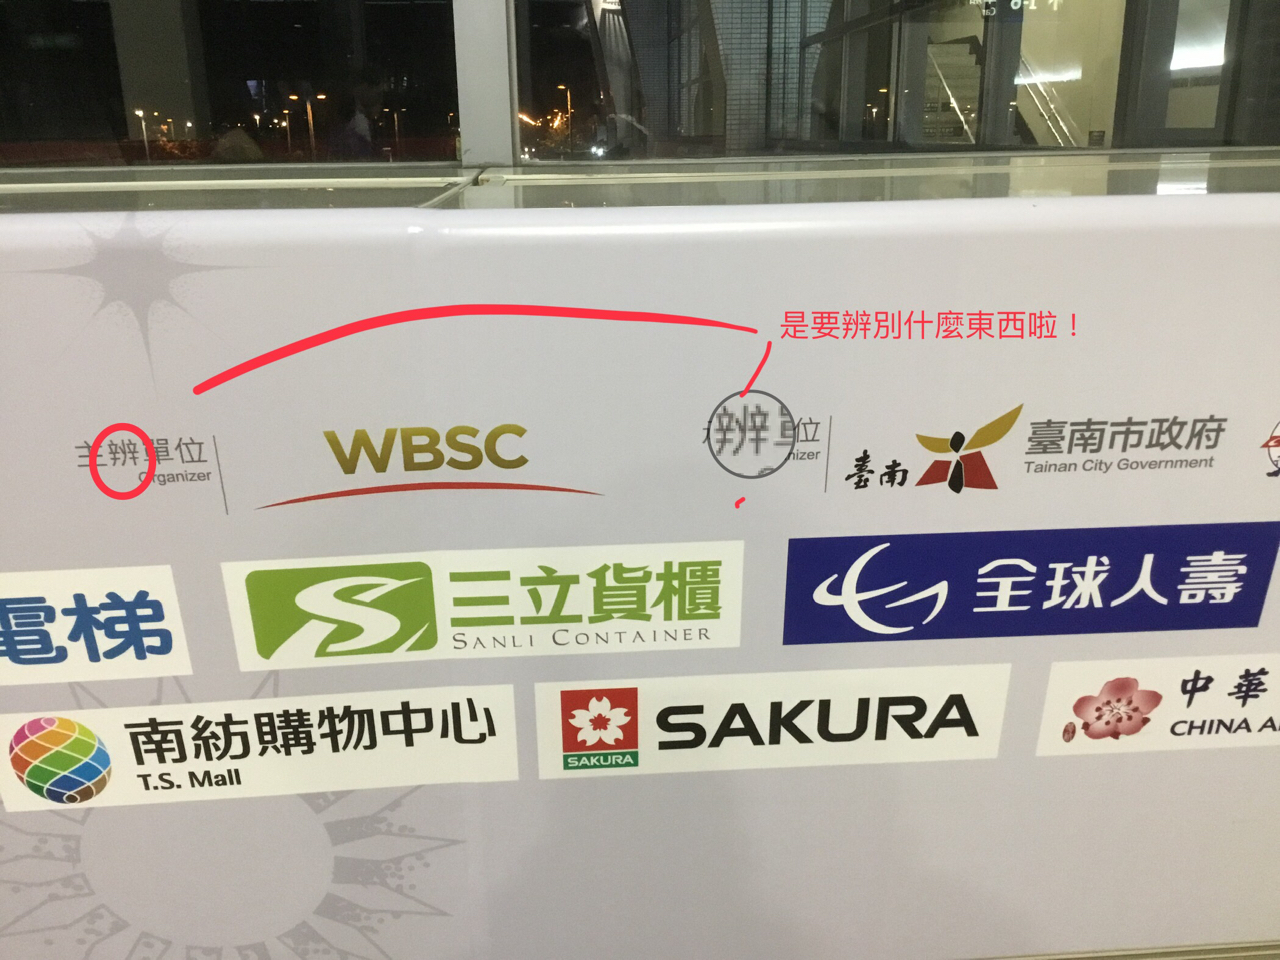 是要辨別什麼東西啦！
主辨單位
Organizer
WBSC
辨單位
nizer
臺南
臺南市政府
Tainan City Government
電梯
三立貨櫃
SANLI CONTAINER
全球人壽
南紡購物中心
T.S. Mall
SAKURA
SAKURA
中華
CHINA A